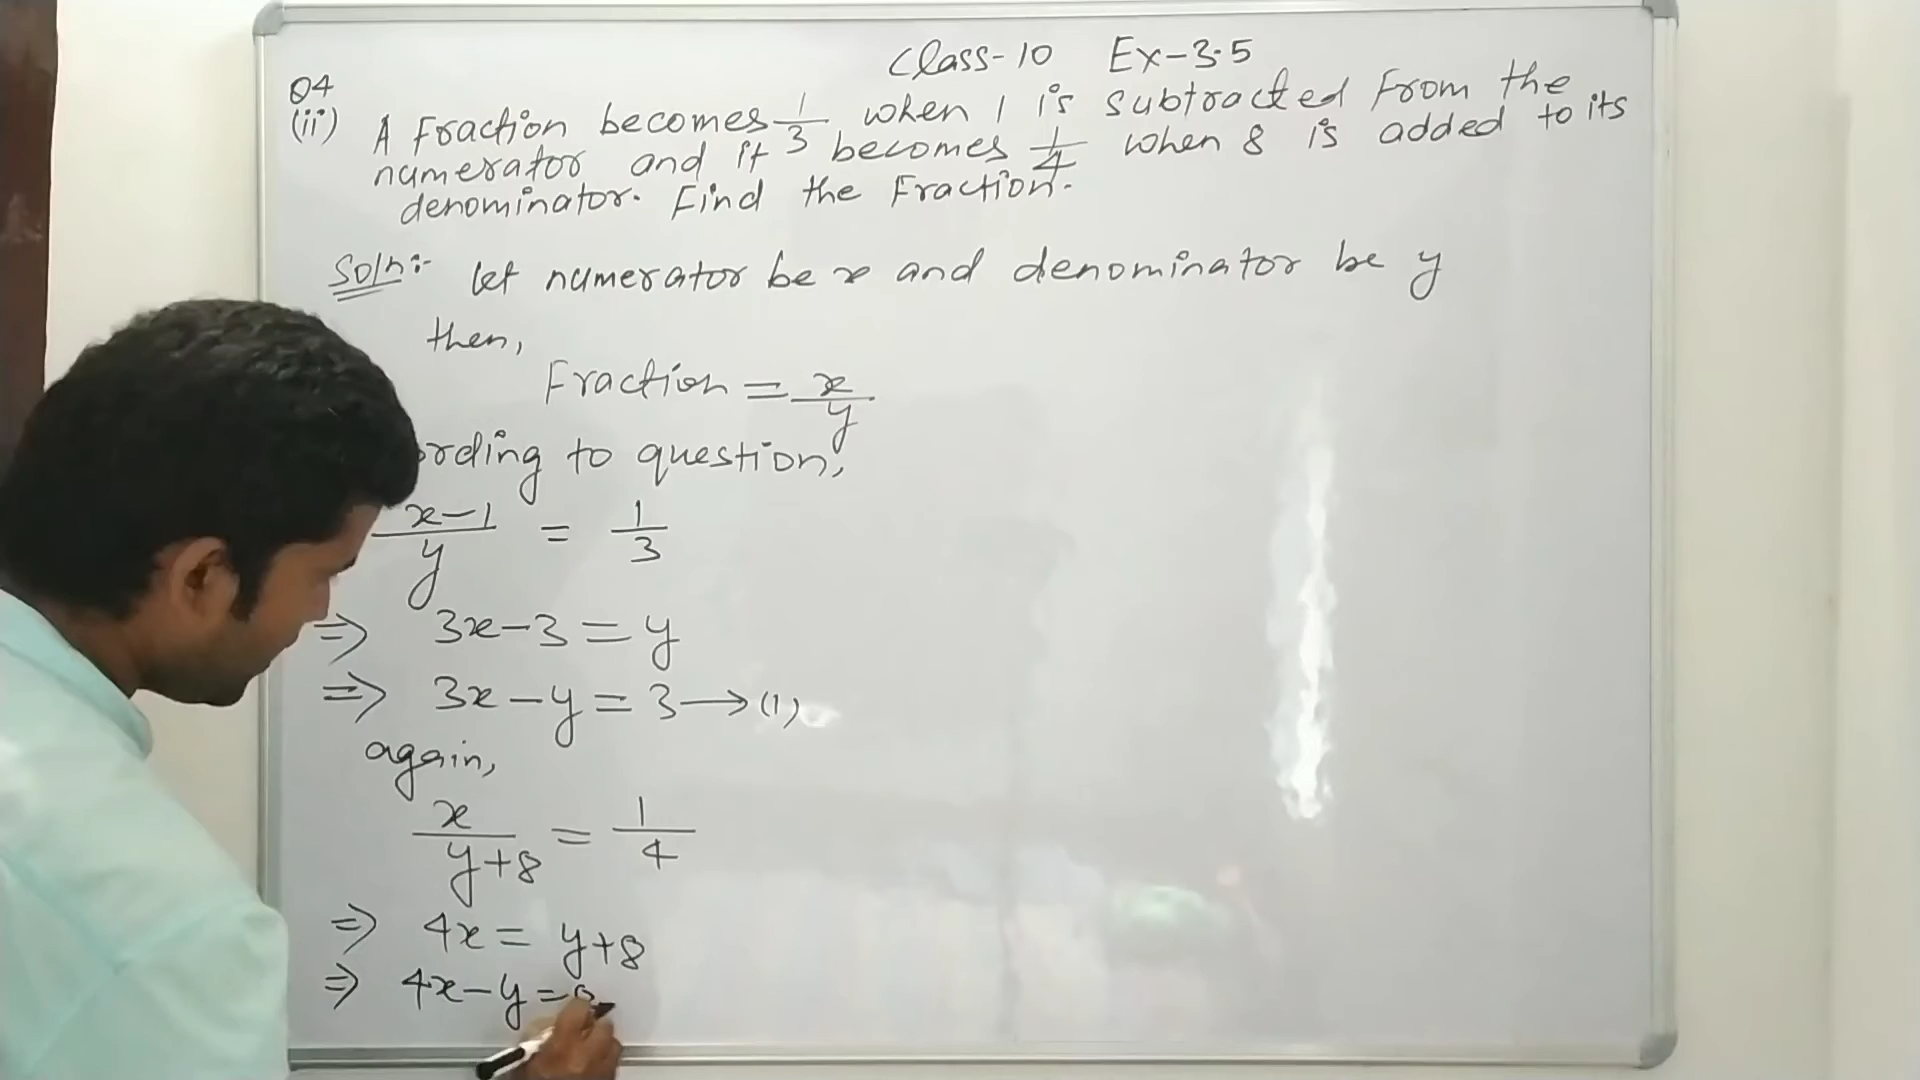 Class-10 Ex-3.5
Q4
(ii) A Fraction becomes 1/3 when 1 is subtracted From the
numerator and it becomes 1/4 when 8 is added to its
denominator. Find the Fraction.
Soln:- let numerator be x and denominator be y
then,
Fraction = x/y
ording to question,
x-1/y = 1/3
⇒ 3x-3=y
⇒ 3x-y=3→(1)
again,
x/y+8 = 1/4
⇒ 4x = y+8
⇒ 4x-y=